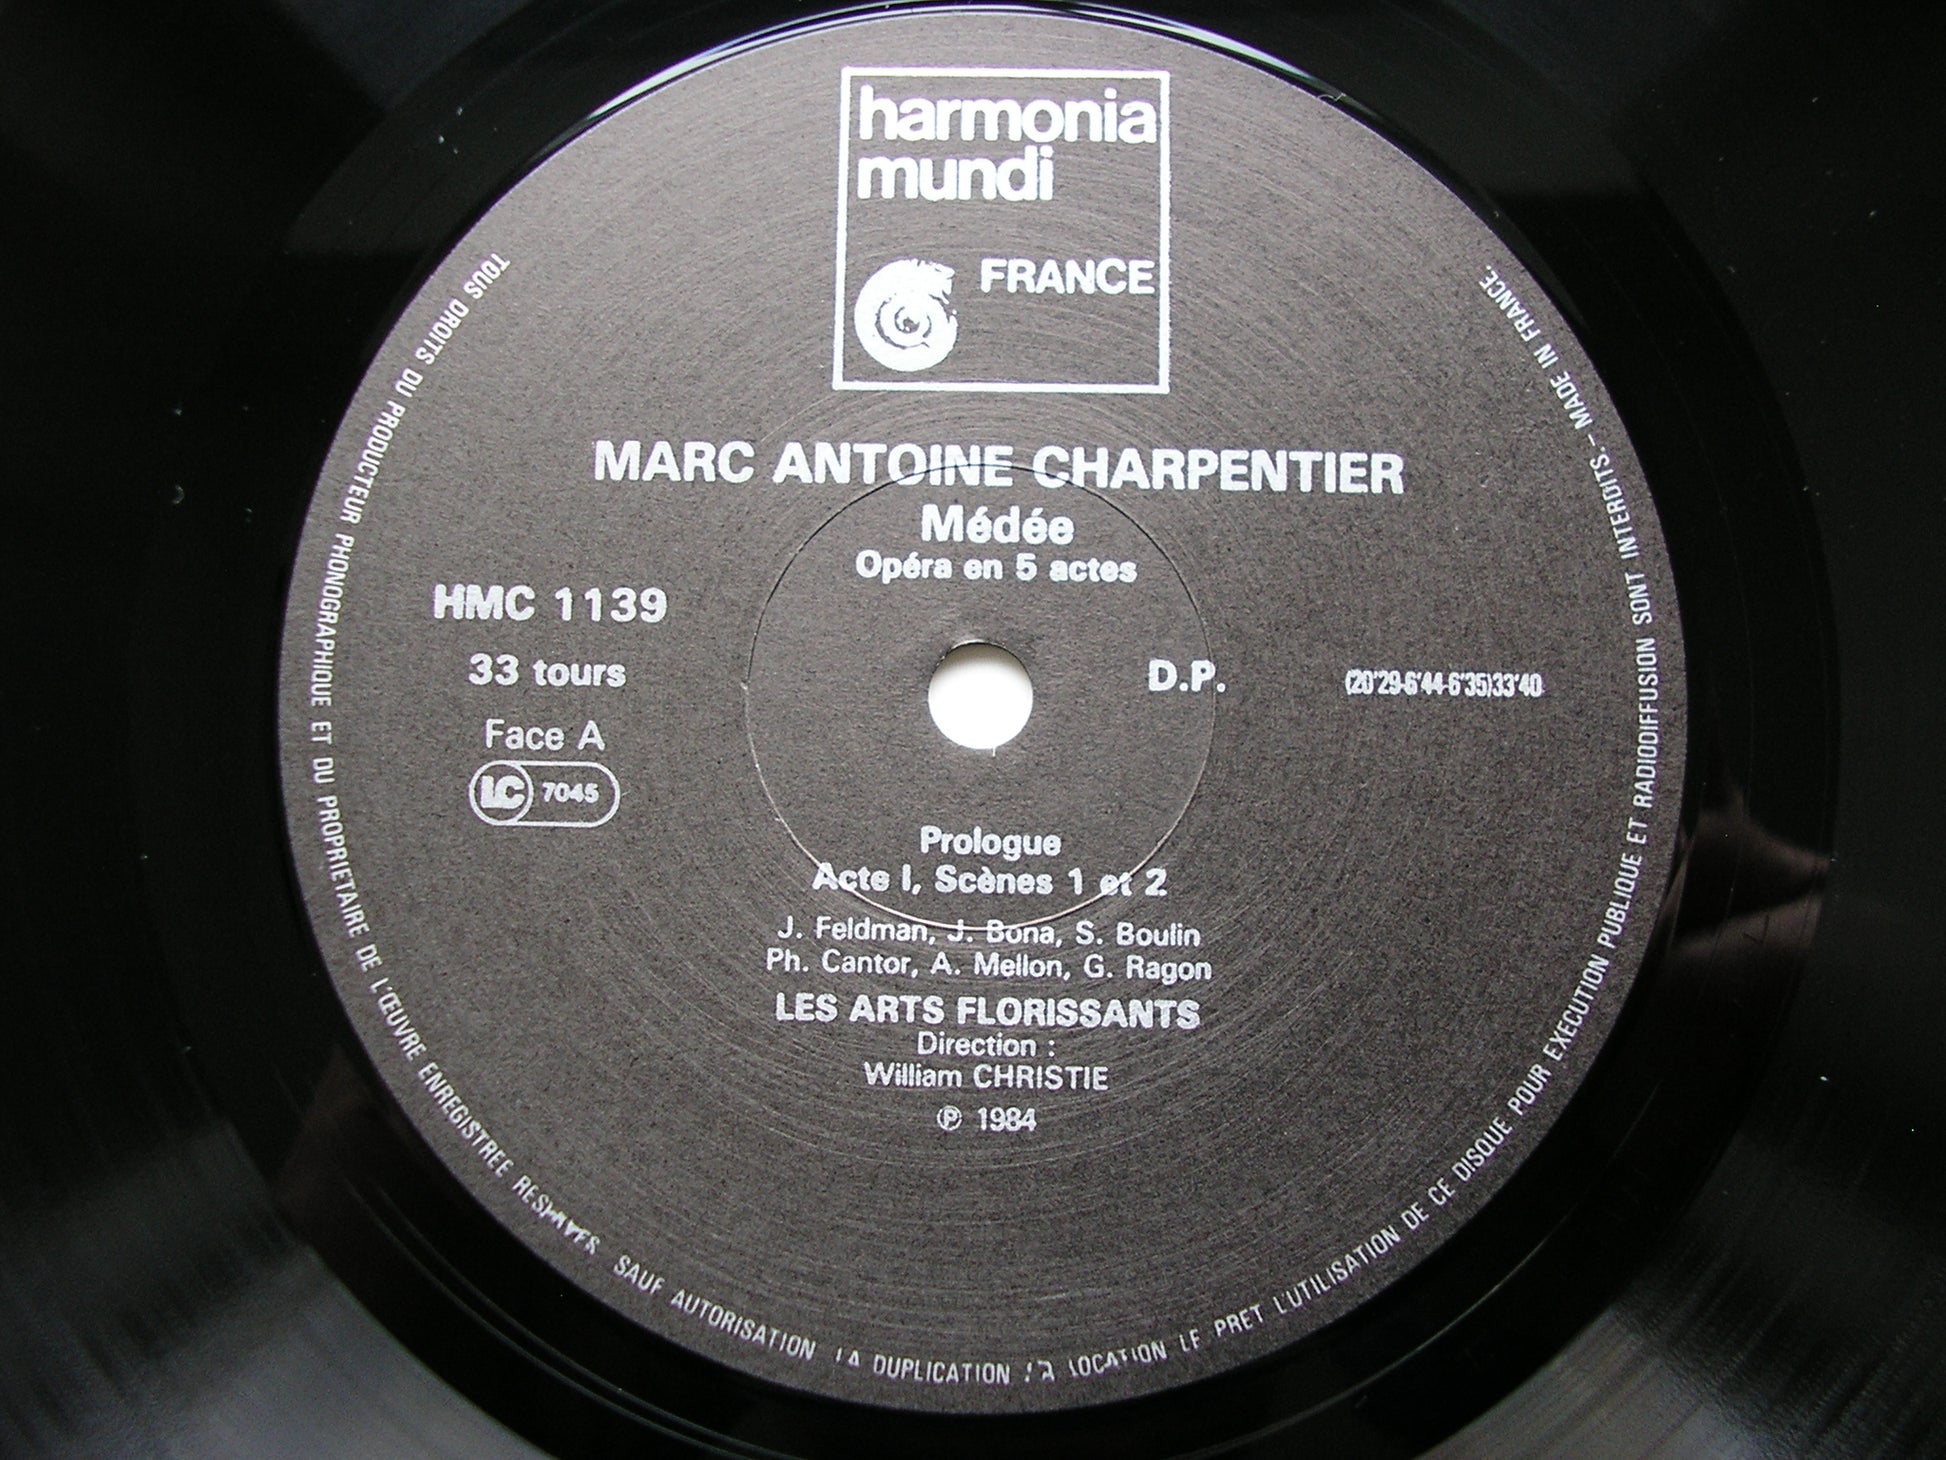 harmonia
mundi
FRANCE
MARC ANTOINE CHARPENTIER
Médée
Opéra en 5 actes
HMC 1139
33 tours
Face A
LC 7045
D.P.
(20'29-6'44-6'35)33'40
Prologue
Acte I, Scènes 1 et 2
J. Feldman, J. Bona, S. Boulin
Ph. Cantor, A. Mellon, G. Ragon
LES ARTS FLORISSANTS
Direction :
William CHRISTIE
℗ 1984
TOUS DROITS DU PRODUCTEUR PHONOGRAPHIQUE ET DU PROPRIETAIRE DE L'ŒUVRE ENREGISTREE RESERVES SAUF AUTORISATION LA DUPLICATION LA LOCATION LE PRET L'UTILISATION DE CE DISQUE POUR EXECUTION PUBLIQUE ET RADIODIFFUSION SONT INTERDITS. - MADE IN FRANCE.